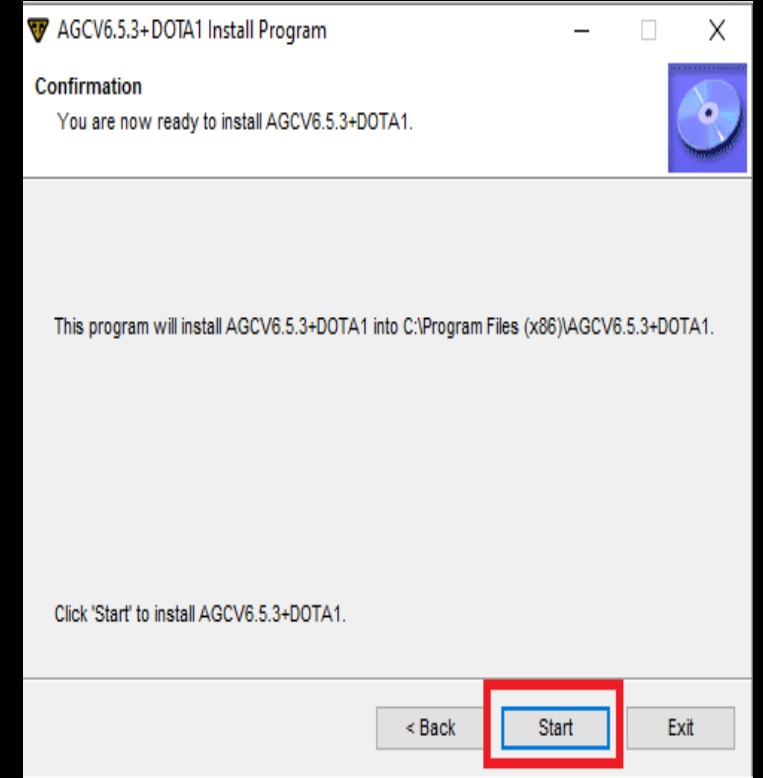 AGCV6.5.3+DOTA1 Install Program
Confirmation
You are now ready to install AGCV6.5.3+DOTA1.
This program will install AGCV6.5.3+DOTA1 into C:\Program Files (x86)\AGCV6.5.3+DOTA1.
Click 'Start' to install AGCV6.5.3+DOTA1.
< Back Start Exit